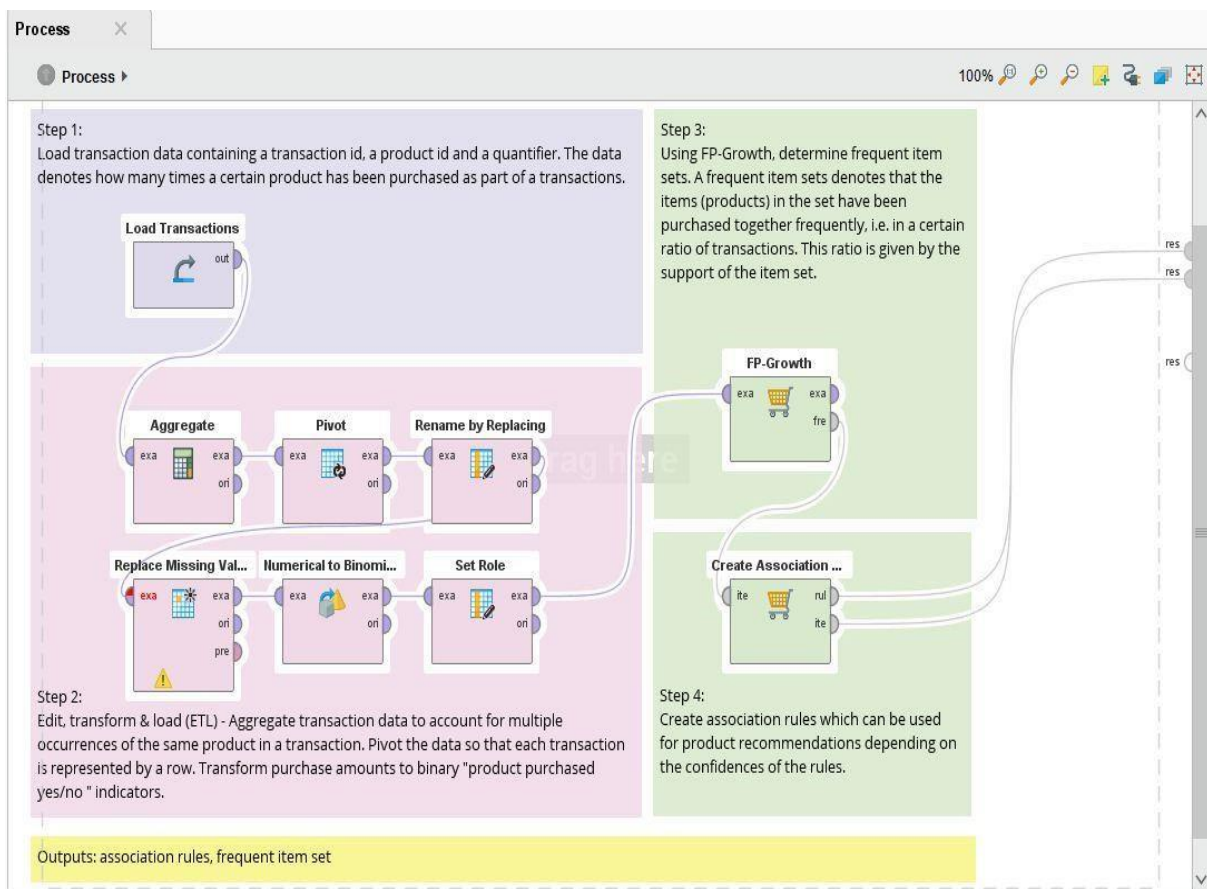 Process
Process
100%
Step 1:
Load transaction data containing a transaction id, a product id and a quantifier. The data
denotes how many times a certain product has been purchased as part of a transactions.
Load Transactions
out
Aggregate
exa exa
ori
Pivot
exa exa
ori
Rename by Replacing
exa exa
ori
Replace Missing Val...
exa exa
ori
pre
Numerical to Binomi...
exa exa
ori
Set Role
exa exa
ori
Step 2:
Edit, transform & load (ETL) - Aggregate transaction data to account for multiple
occurrences of the same product in a transaction. Pivot the data so that each transaction
is represented by a row. Transform purchase amounts to binary "product purchased
yes/no " indicators.
Step 3:
Using FP-Growth, determine frequent item
sets. A frequent item sets denotes that the
items (products) in the set have been
purchased together frequently, i.e. in a certain
ratio of transactions. This ratio is given by the
support of the item set.
FP-Growth
exa exa
fre
Create Association ...
ite rul
ite
Step 4:
Create association rules which can be used
for product recommendations depending on
the confidences of the rules.
res
res
res
Outputs: association rules, frequent item set